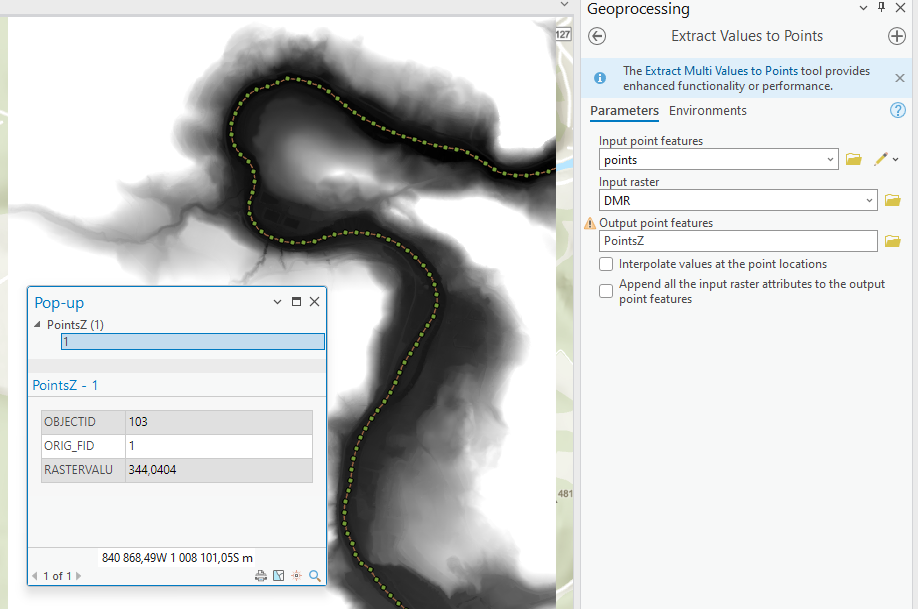 Geoprocessing
127
Extract Values to Points
The Extract Multi Values to Points tool provides
enhanced functionality or performance.
Parameters Environments
Input point features
points
Input raster
DMR
Output point features
PointsZ
Interpolate values at the point locations
Append all the input raster attributes to the output
point features
Pop-up
PointsZ (1)
1
PointsZ - 1
OBJECTID 103
ORIG_FID 1
RASTERVALU 344,0404
840 868,49W 1 008 101,05S m
1 of 1
481